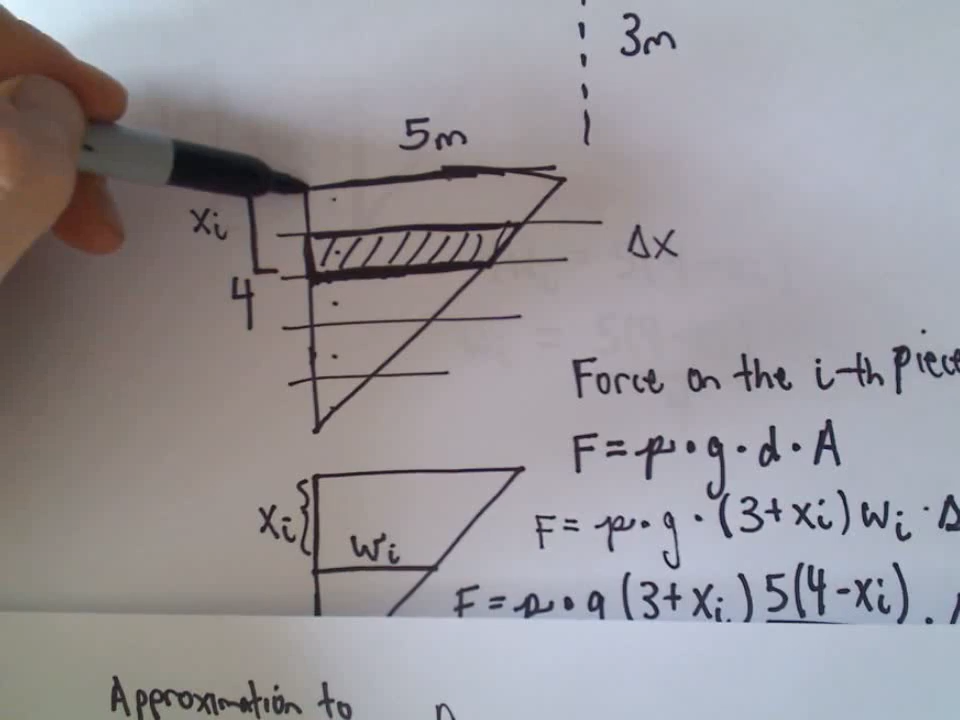 3m
5m
xi
Δx
4
Force on the i-th piece
F = p · g · d · A
xi
wi
F = p · g · (3+xi) wi · Δ
F = p · g (3+xi) 5(4-xi) ·
Approximation to